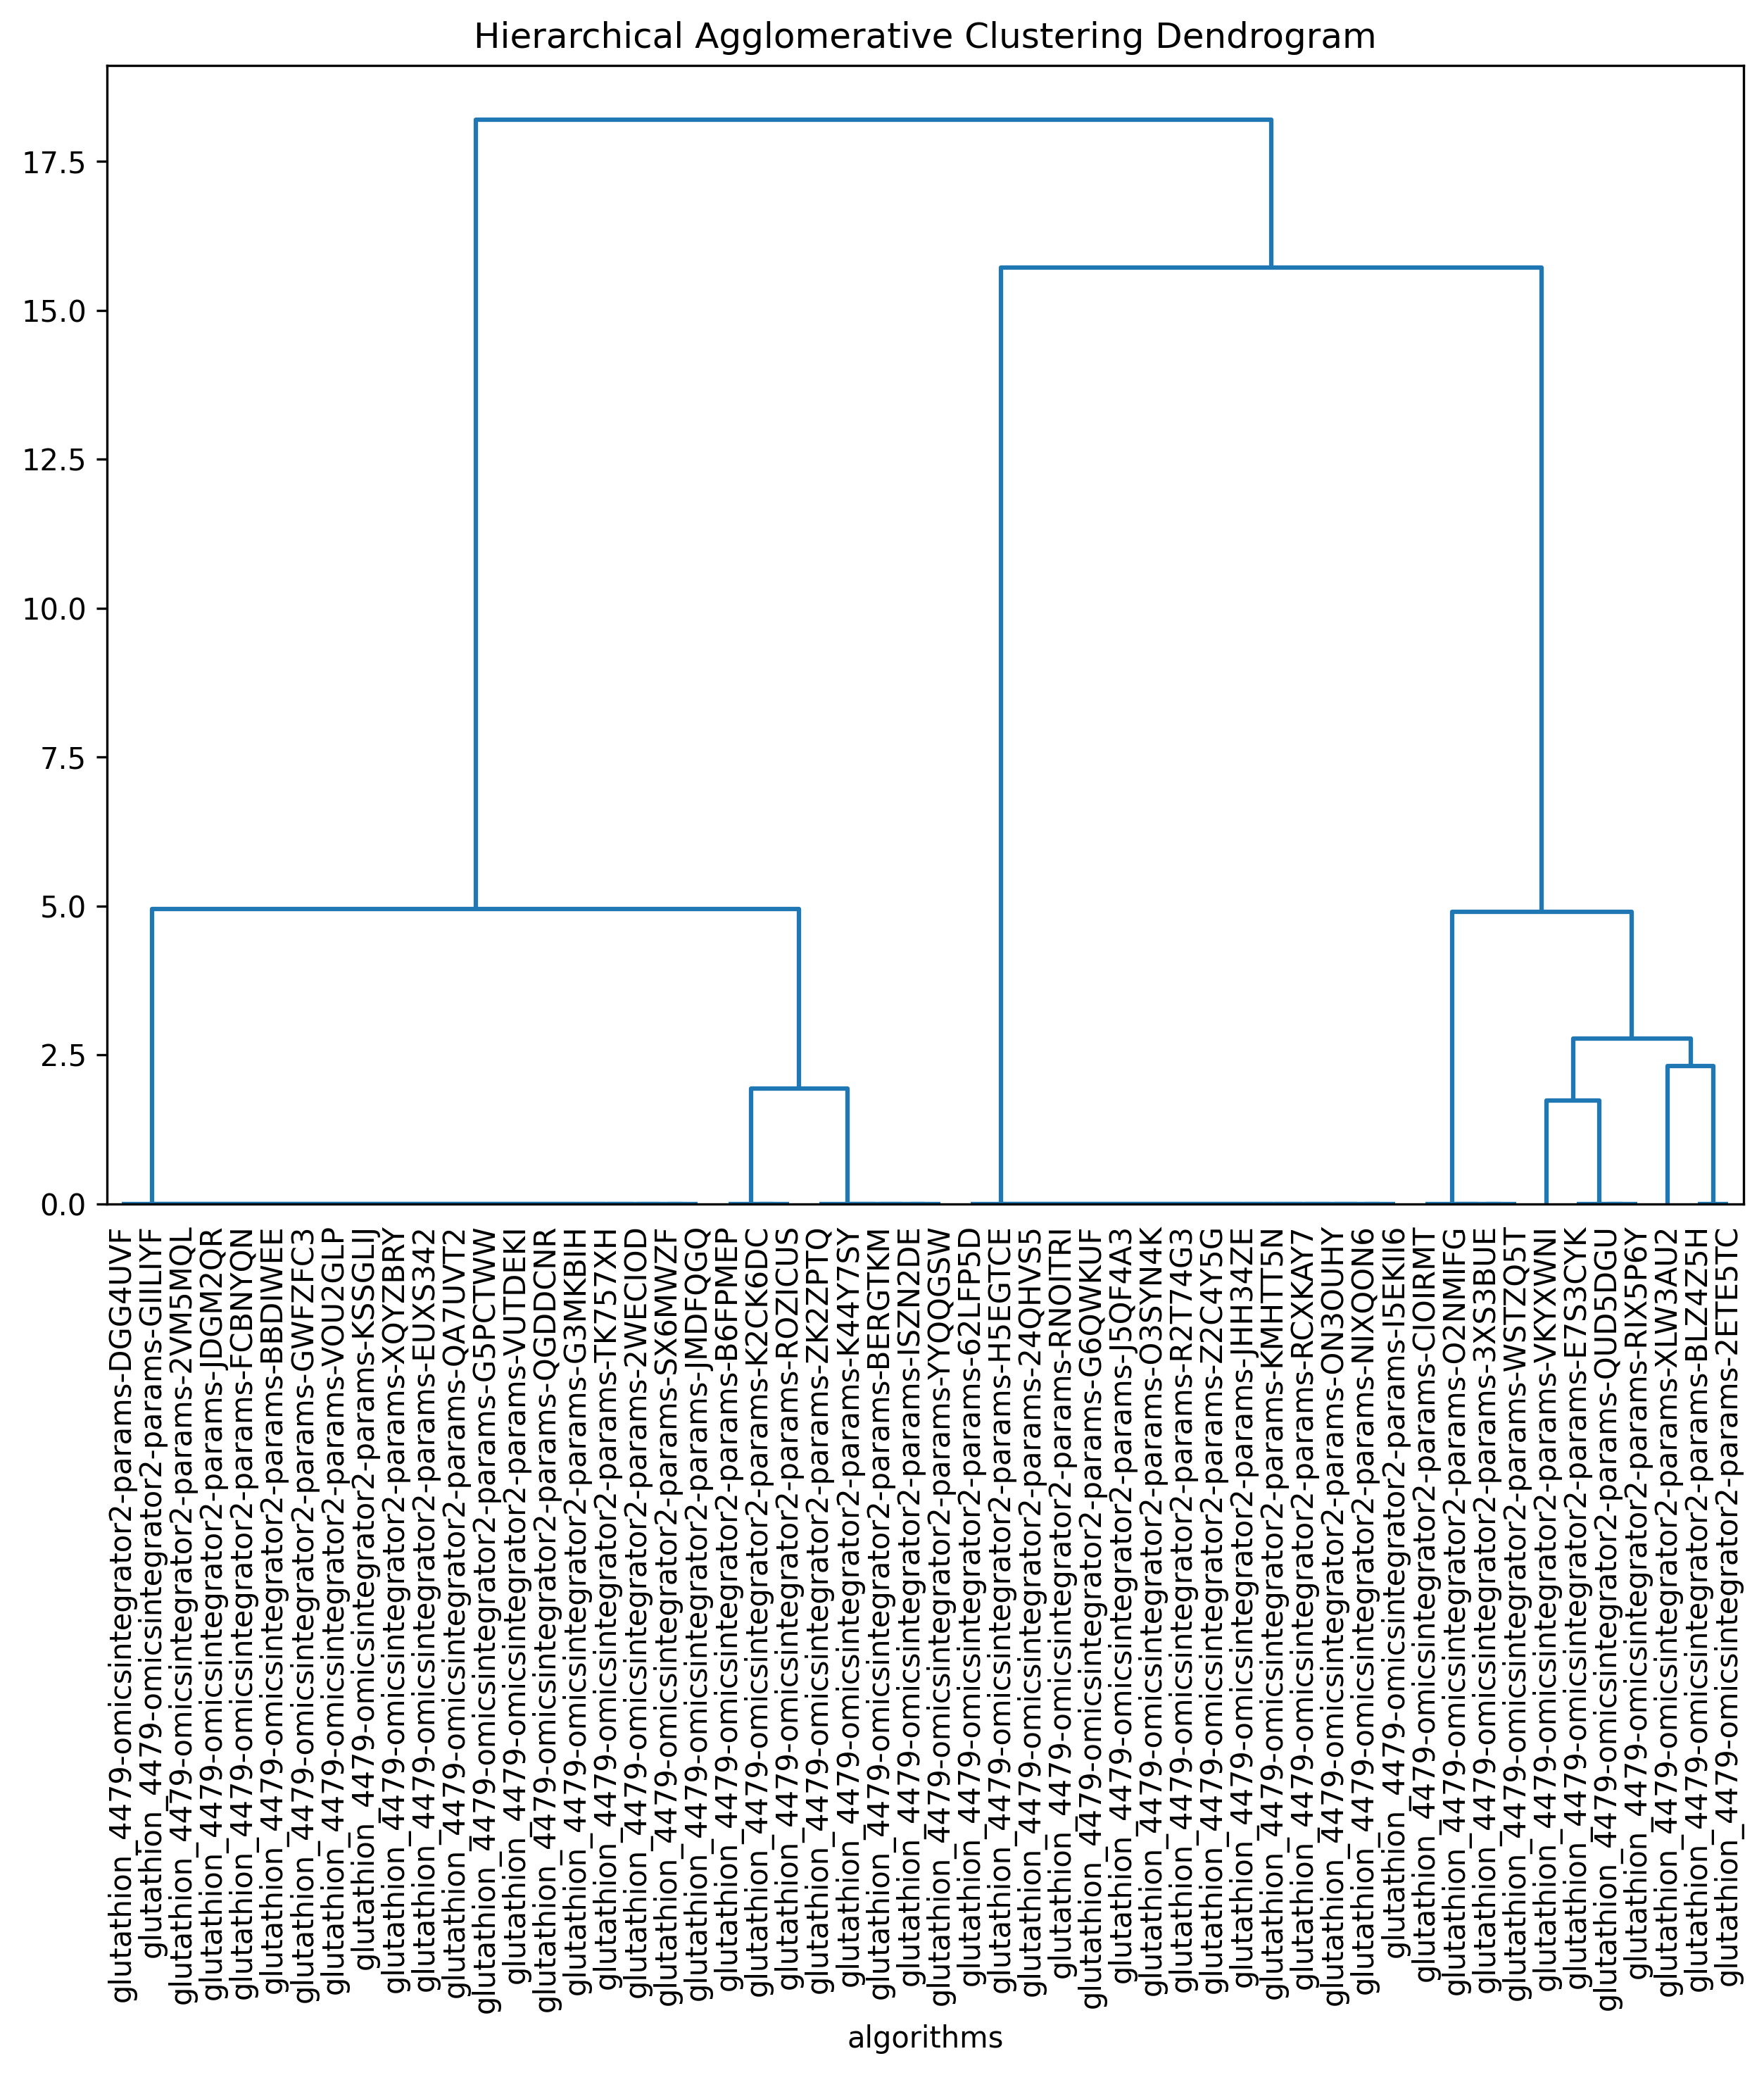 Hierarchical Agglomerative Clustering Dendrogram
17.5
15.0
12.5
10.0
7.5
5.0
2.5
0.0
glutathion_4479-omicsintegrator2-params-DGG4UVF
glutathion_4479-omicsintegrator2-params-GIILIYF
glutathion_4479-omicsintegrator2-params-2VM5MQL
glutathion_4479-omicsintegrator2-params-JDGM2QR
glutathion_4479-omicsintegrator2-params-FCBNYQN
glutathion_4479-omicsintegrator2-params-BBDIWEE
glutathion_4479-omicsintegrator2-params-GWFZFC3
glutathion_4479-omicsintegrator2-params-VOU2GLP
glutathion_4479-omicsintegrator2-params-KSSGLIJ
glutathion_4479-omicsintegrator2-params-XQYZBRY
glutathion_4479-omicsintegrator2-params-EUXS342
glutathion_4479-omicsintegrator2-params-QA7UVT2
glutathion_4479-omicsintegrator2-params-G5PCTWW
glutathion_4479-omicsintegrator2-params-VUTDEKI
glutathion_4479-omicsintegrator2-params-QGDDCNR
glutathion_4479-omicsintegrator2-params-G3MKBIH
glutathion_4479-omicsintegrator2-params-TK757XH
glutathion_4479-omicsintegrator2-params-2WECIOD
glutathion_4479-omicsintegrator2-params-SX6MWZF
glutathion_4479-omicsintegrator2-params-JMDFQGQ
glutathion_4479-omicsintegrator2-params-B6FPMEP
glutathion_4479-omicsintegrator2-params-K2CK6DC
glutathion_4479-omicsintegrator2-params-ROZICUS
glutathion_4479-omicsintegrator2-params-ZK2ZPTQ
glutathion_4479-omicsintegrator2-params-K44Y7SY
glutathion_4479-omicsintegrator2-params-BERGTKM
glutathion_4479-omicsintegrator2-params-ISZN2DE
glutathion_4479-omicsintegrator2-params-YYQQGSW
glutathion_4479-omicsintegrator2-params-62LFP5D
glutathion_4479-omicsintegrator2-params-H5EGTCE
glutathion_4479-omicsintegrator2-params-24QHVS5
glutathion_4479-omicsintegrator2-params-RNOITRI
glutathion_4479-omicsintegrator2-params-G6QWKUF
glutathion_4479-omicsintegrator2-params-J5QF4A3
glutathion_4479-omicsintegrator2-params-O3SYN4K
glutathion_4479-omicsintegrator2-params-R2T74G3
glutathion_4479-omicsintegrator2-params-Z2C4Y5G
glutathion_4479-omicsintegrator2-params-JHH34ZE
glutathion_4479-omicsintegrator2-params-KMHTT5N
glutathion_4479-omicsintegrator2-params-RCXKAY7
glutathion_4479-omicsintegrator2-params-ON3OUHY
glutathion_4479-omicsintegrator2-params-NIXQON6
glutathion_4479-omicsintegrator2-params-I5EKII6
glutathion_4479-omicsintegrator2-params-CIOIRMT
glutathion_4479-omicsintegrator2-params-O2NMIFG
glutathion_4479-omicsintegrator2-params-3XS3BUE
glutathion_4479-omicsintegrator2-params-WSTZQ5T
glutathion_4479-omicsintegrator2-params-VKYXWNI
glutathion_4479-omicsintegrator2-params-E7S3CYK
glutathion_4479-omicsintegrator2-params-QUD5DGU
glutathion_4479-omicsintegrator2-params-RIX5P6Y
glutathion_4479-omicsintegrator2-params-XLW3AU2
glutathion_4479-omicsintegrator2-params-BLZ4Z5H
glutathion_4479-omicsintegrator2-params-2ETE5TC
algorithms